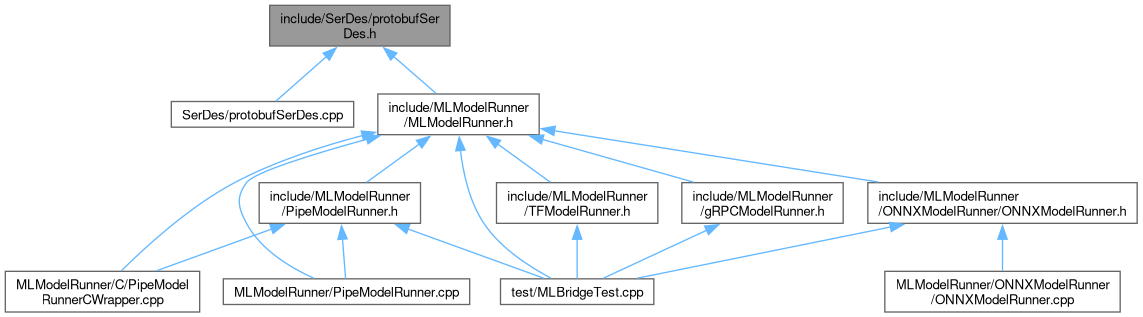 include/SerDes/protobufSer
Des.h
SerDes/protobufSerDes.cpp
include/MLModelRunner
/MLModelRunner.h
include/MLModelRunner
/PipeModelRunner.h
include/MLModelRunner
/TFModelRunner.h
include/MLModelRunner
/gRPCModelRunner.h
include/MLModelRunner
/ONNXModelRunner/ONNXModelRunner.h
MLModelRunner/C/PipeModel
RunnerCWrapper.cpp
MLModelRunner/PipeModelRunner.cpp
test/MLBridgeTest.cpp
MLModelRunner/ONNXModelRunner
/ONNXModelRunner.cpp